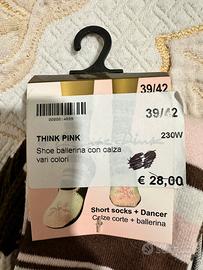 39/42
39/42
THINK PINK
230W
Shoe ballerina con calza
vari colori
€ 28,00
Short socks + Dancer
Calze corte + ballerina